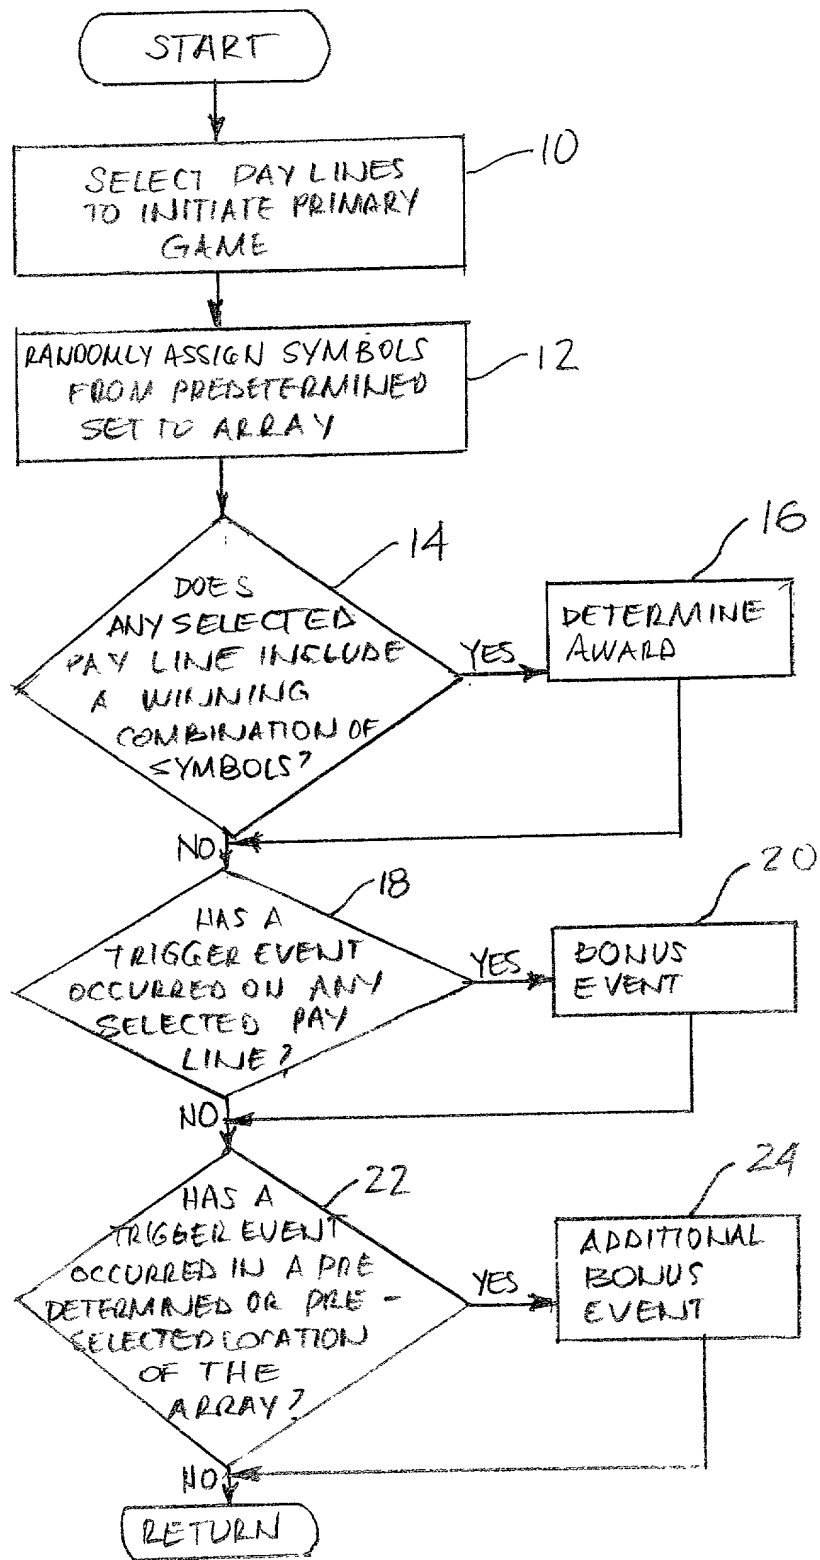 START
10
SELECT PAY LINES
TO INITIATE PRIMARY
GAME
12
RANDOMLY ASSIGN SYMBOLS
FROM PREDETERMINED
SET TO ARRAY
14
DOES
ANY SELECTED
PAY LINE INCLUDE
A WINNING
COMBINATION OF
SYMBOLS?
YES
16
DETERMINE
AWARD
NO
18
HAS A
TRIGGER EVENT
OCCURRED ON ANY
SELECTED PAY
LINE?
YES
20
BONUS
EVENT
NO
22
HAS A
TRIGGER EVENT
OCCURRED IN A PRE
DETERMINED OR PRE -
SELECTED LOCATION
OF THE
ARRAY?
YES
24
ADDITIONAL
BONUS
EVENT
NO
RETURN